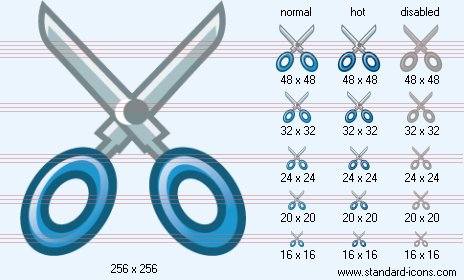 normal hot disabled
48 x 48 48 x 48 48 x 48
32 x 32 32 x 32 32 x 32
24 x 24 24 x 24 24 x 24
20 x 20 20 x 20 20 x 20
16 x 16 16 x 16 16 x 16
256 x 256
www.standard-icons.com